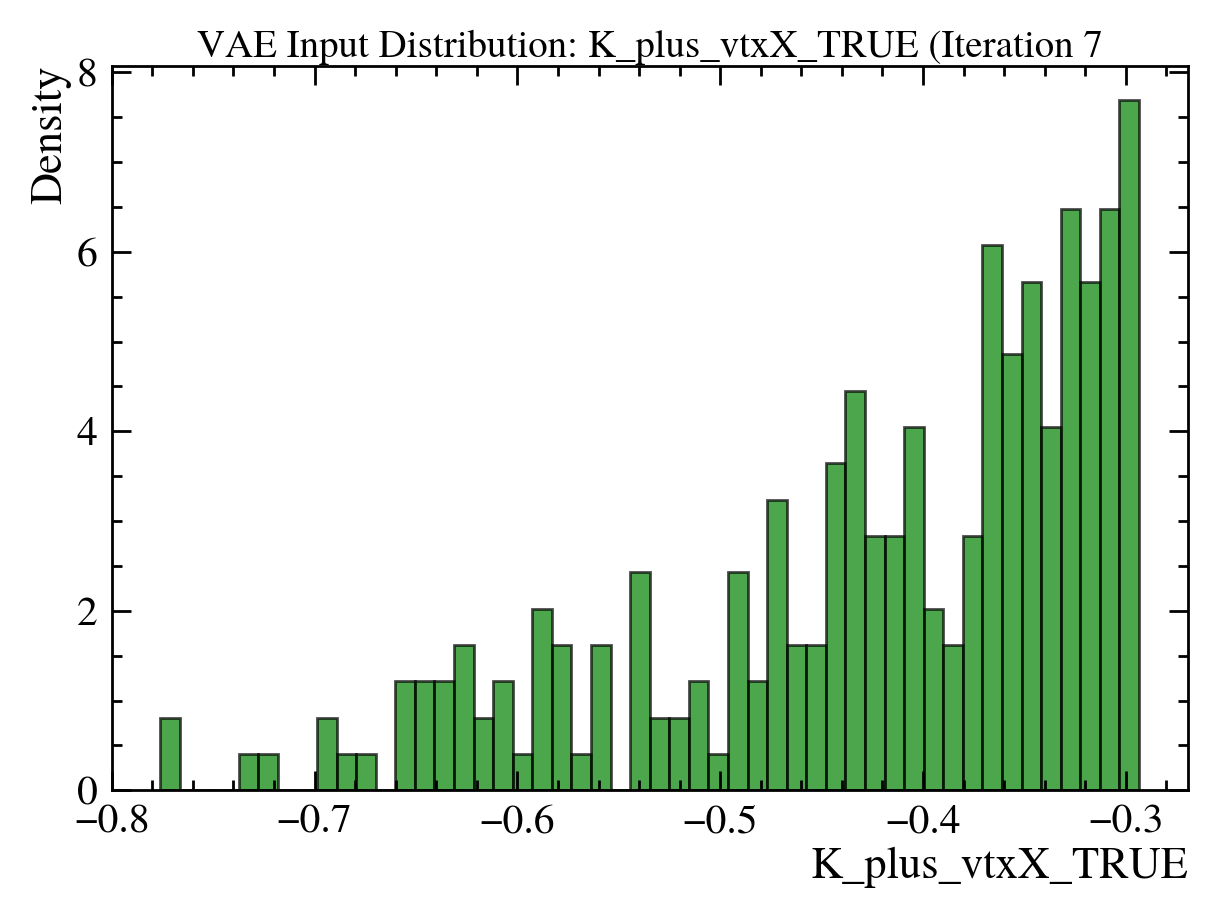 VAE Input Distribution: K_plus_vtxX_TRUE (Iteration 7
Density
8
6
4
2
0
−0.8 −0.7 −0.6 −0.5 −0.4 −0.3
K_plus_vtxX_TRUE